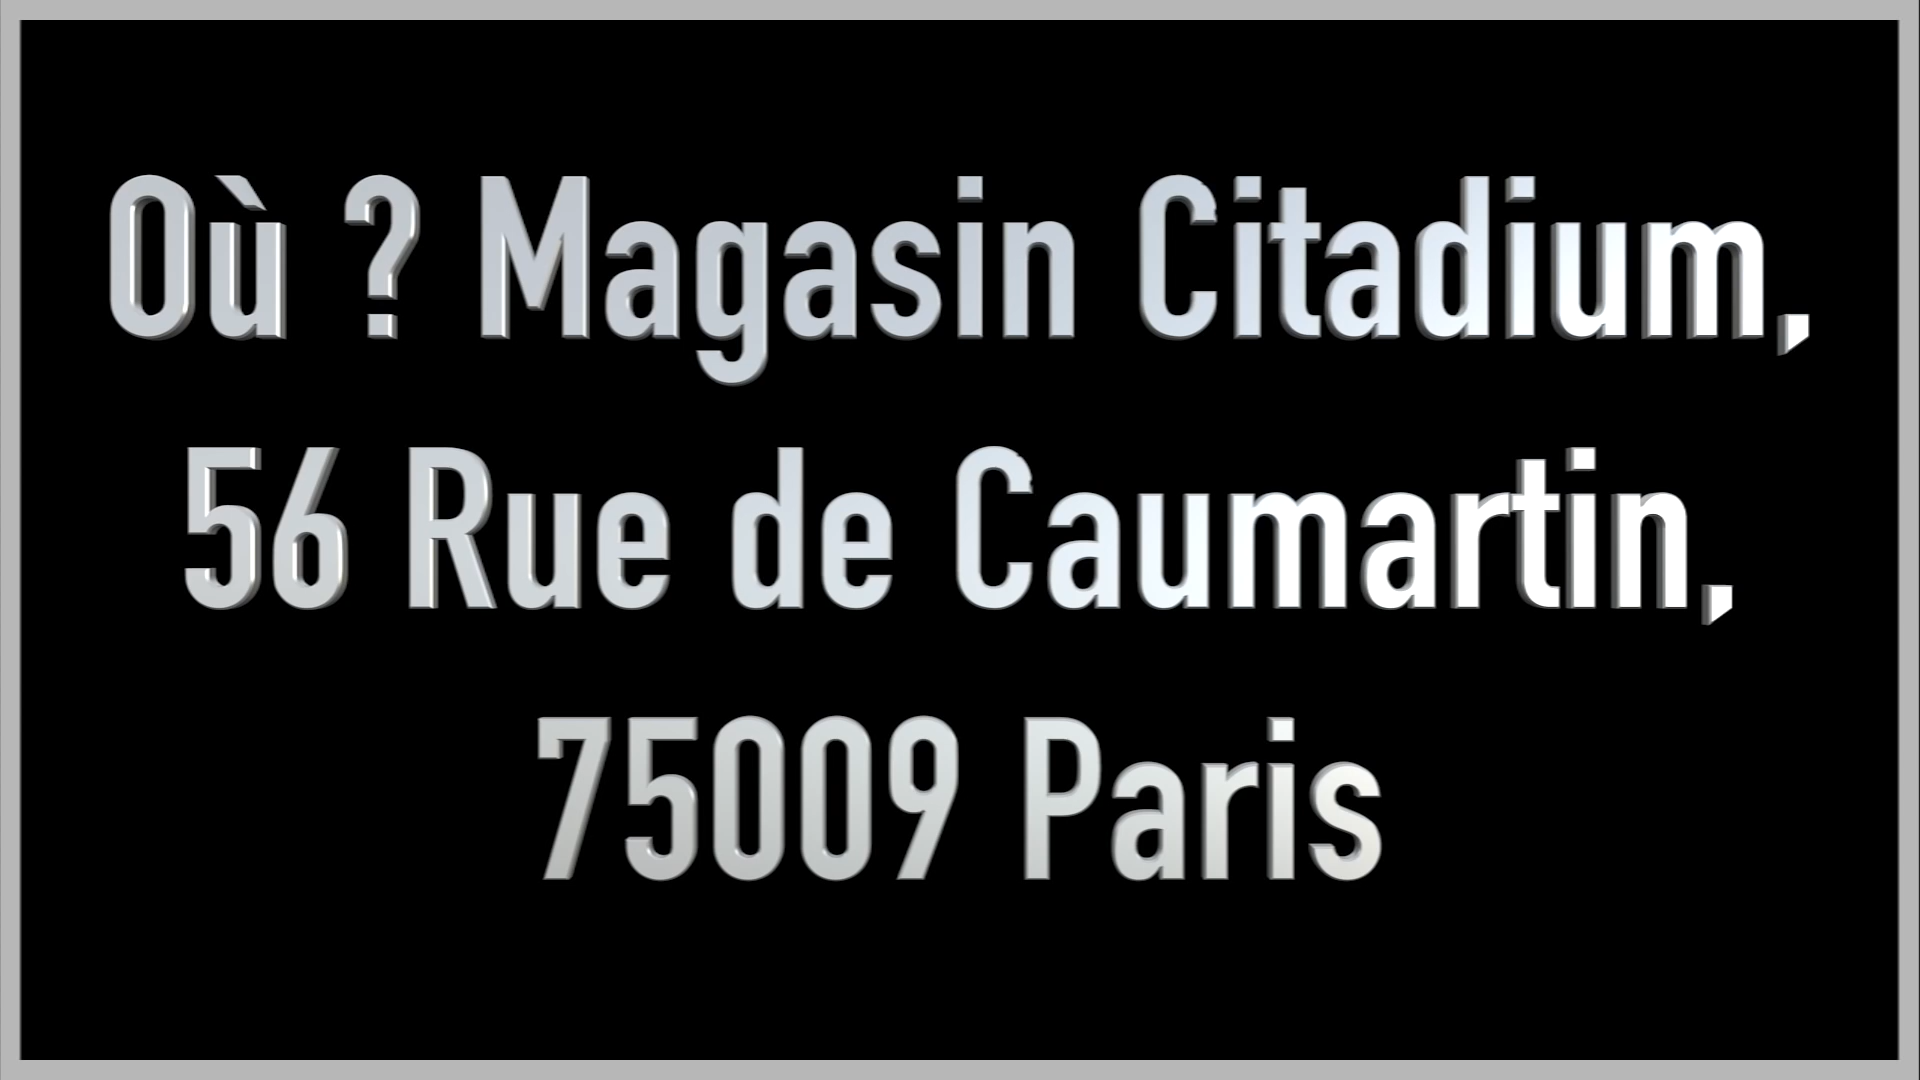 Où ? Magasin Citadium,
56 Rue de Caumartin,
75009 Paris